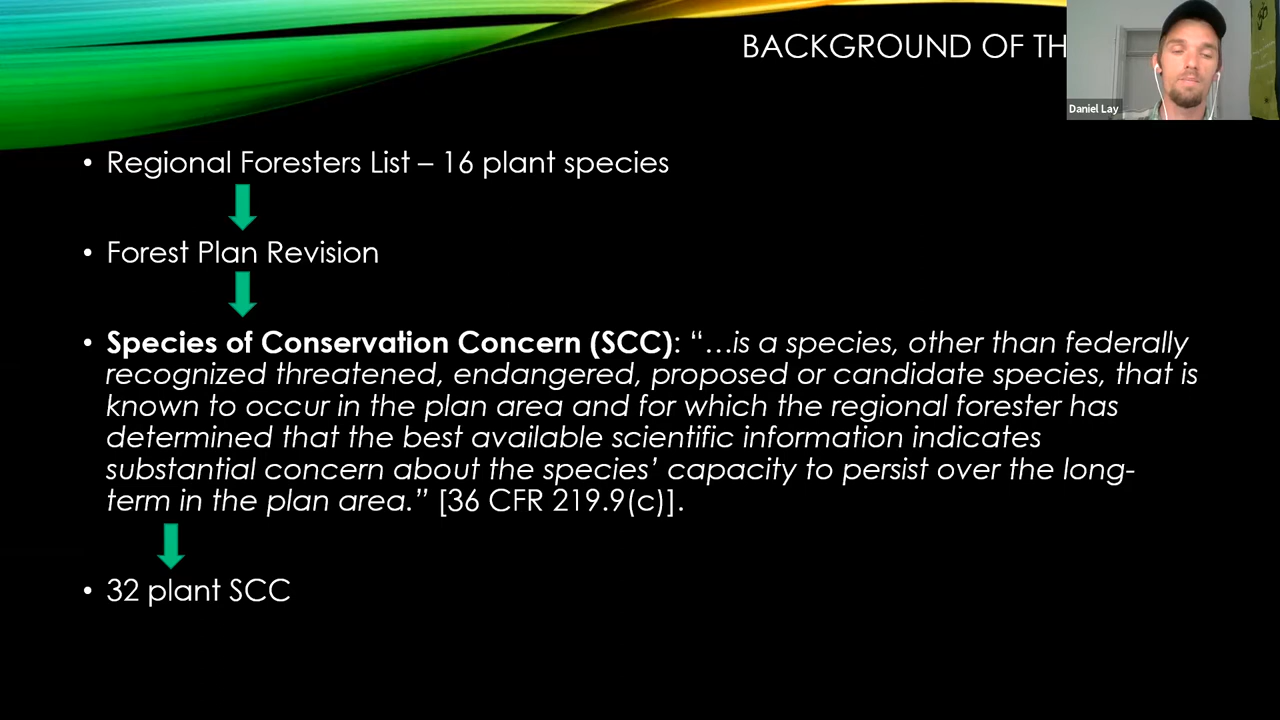 BACKGROUND OF TH
Daniel Lay
• Regional Foresters List – 16 plant species
• Forest Plan Revision
• Species of Conservation Concern (SCC): “…is a species, other than federally
recognized threatened, endangered, proposed or candidate species, that is
known to occur in the plan area and for which the regional forester has
determined that the best available scientific information indicates
substantial concern about the species’ capacity to persist over the long-
term in the plan area.” [36 CFR 219.9(c)].
• 32 plant SCC